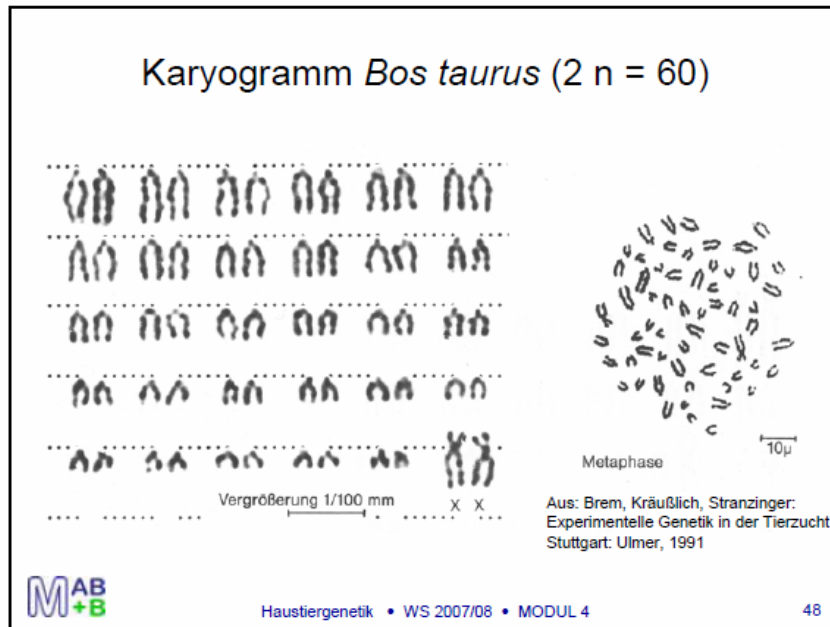 Karyogramm Bos taurus (2 n = 60)
Vergrößerung 1/100 mm
X X
Metaphase
10µ
Aus: Brem, Kräußlich, Stranzinger:
Experimentelle Genetik in der Tierzucht
Stuttgart: Ulmer, 1991
MAB
+B
Haustiergenetik • WS 2007/08 • MODUL 4
48